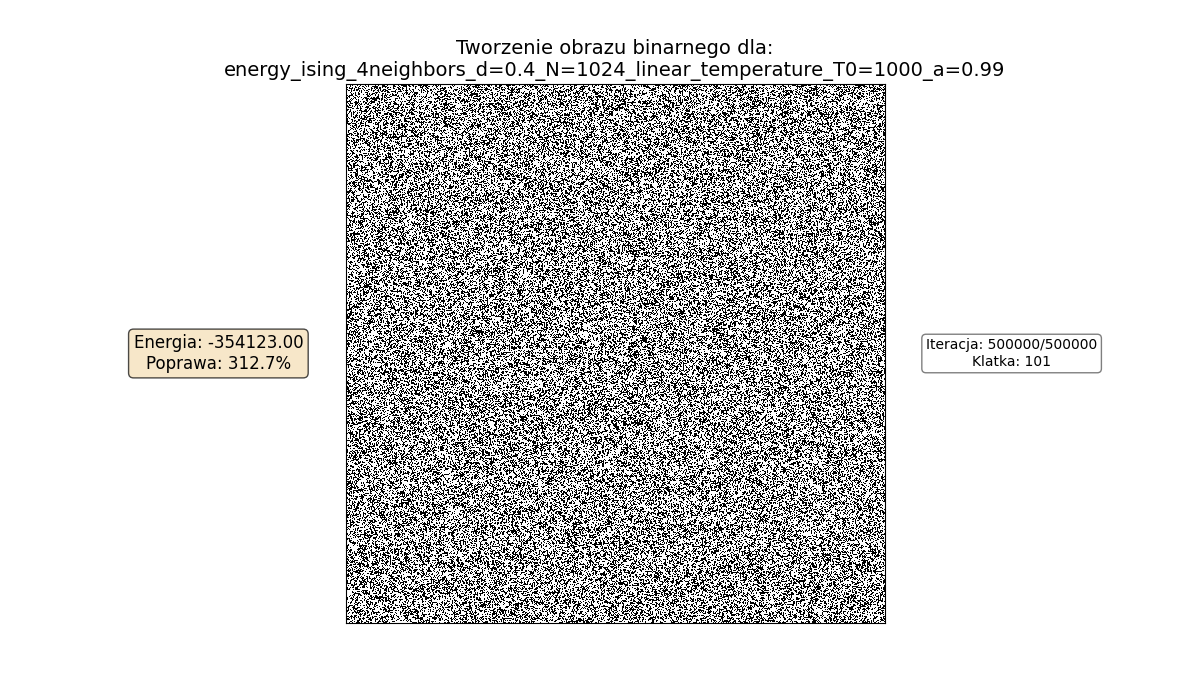 Tworzenie obrazu binarnego dla:
energy_ising_4neighbors_d=0.4_N=1024_linear_temperature_T0=1000_a=0.99
Energia: -354123.00
Poprawa: 312.7%
Iteracja: 500000/500000
Klatka: 101